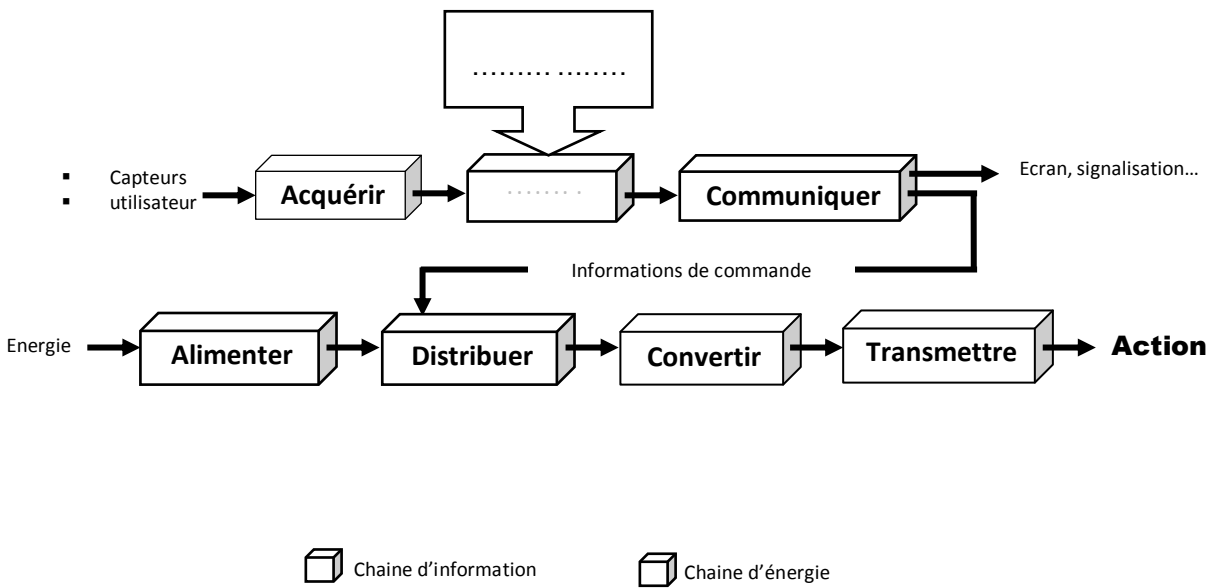 ......... ........
▪ Capteurs
▪ utilisateur
Acquérir
........ .
Communiquer
Ecran, signalisation...
Informations de commande
Energie
Alimenter
Distribuer
Convertir
Transmettre
Action
Chaine d'information
Chaine d'énergie